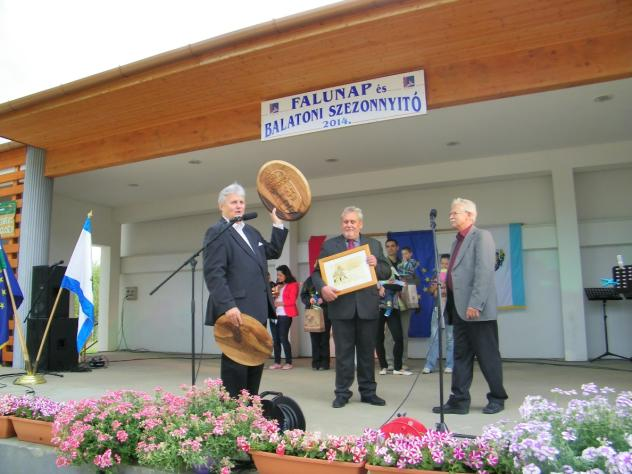 FALUNAP és
BALATONI SZEZONNYITÓ
2014.